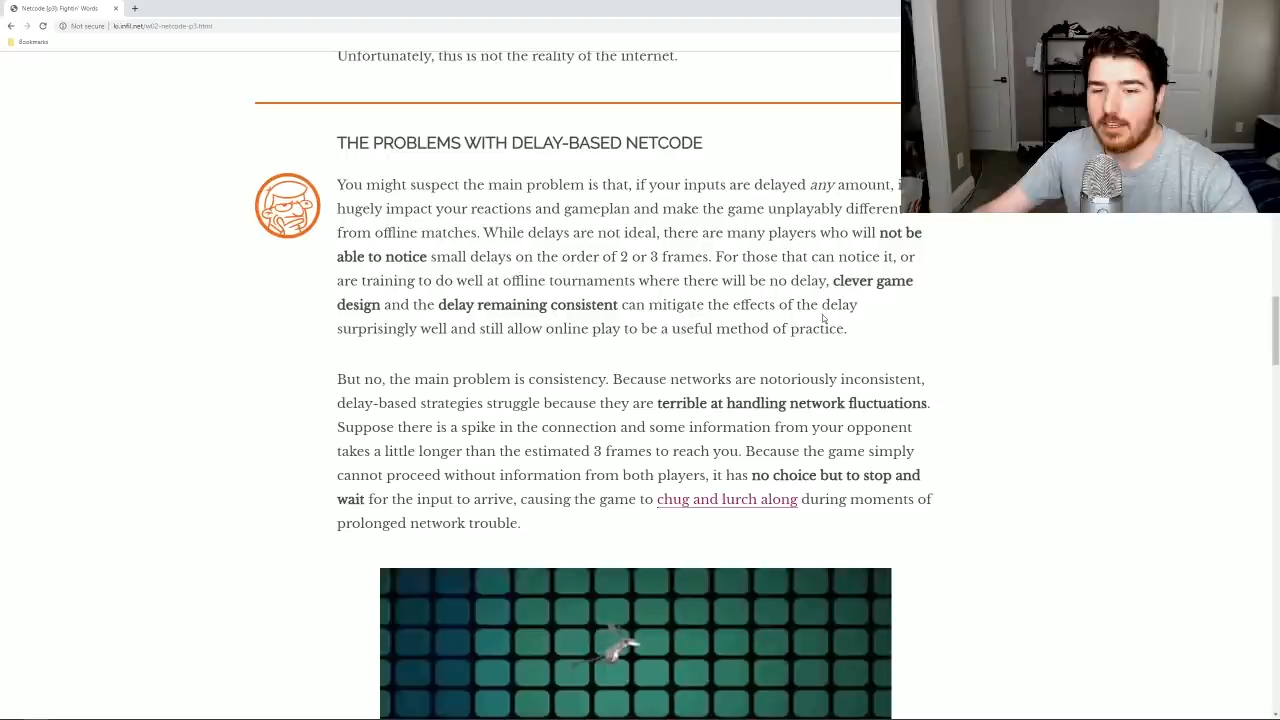 Netcode [p3]: Fightin' Words
Not secure | ki.infil.net/w02-netcode-p3.html
Bookmarks
Unfortunately, this is not the reality of the internet.
THE PROBLEMS WITH DELAY-BASED NETCODE
You might suspect the main problem is that, if your inputs are delayed any amount,
hugely impact your reactions and gameplan and make the game unplayably different
from offline matches. While delays are not ideal, there are many players who will not be
able to notice small delays on the order of 2 or 3 frames. For those that can notice it, or
are training to do well at offline tournaments where there will be no delay, clever game
design and the delay remaining consistent can mitigate the effects of the delay
surprisingly well and still allow online play to be a useful method of practice.
But no, the main problem is consistency. Because networks are notoriously inconsistent,
delay-based strategies struggle because they are terrible at handling network fluctuations.
Suppose there is a spike in the connection and some information from your opponent
takes a little longer than the estimated 3 frames to reach you. Because the game simply
cannot proceed without information from both players, it has no choice but to stop and
wait for the input to arrive, causing the game to chug and lurch along during moments of
prolonged network trouble.